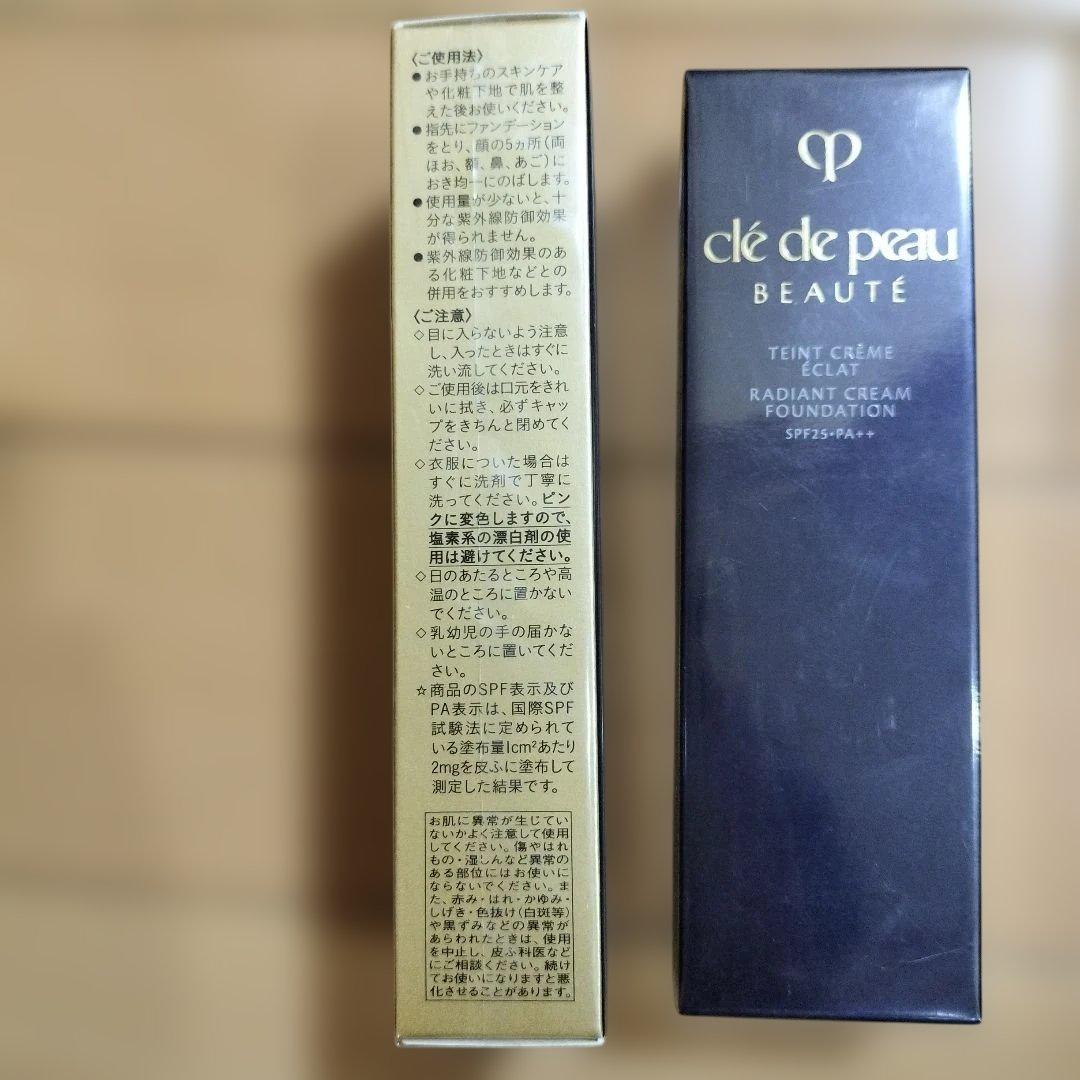 〈ご使用法〉
●お手持ちのスキンケア
や化粧下地で肌を整
えた後お使いください。
●指先にファンデーション
をとり、顔の5ヵ所(両
ほお、額、鼻、あご)に
おき均一にのばします。
●使用量が少ないと、十
分な紫外線防御効果
が得られません。
●紫外線防御効果のあ
る化粧下地などとの
併用をおすすめします。
〈ご注意〉
◇目に入らないよう注意
し、入ったときはすぐに
洗い流してください。
◇ご使用後は口元をきれ
いに拭き、必ずキャッ
プをきちんと閉めてく
ださい。
◇衣服についた場合は
すぐに洗剤で丁寧に
洗ってください。ピン
クに変色しますので、
塩素系の漂白剤の使
用は避けてください。
◇日のあたるところや高
温のところに置かない
でください。
◇乳幼児の手の届かな
いところに置いてくだ
さい。
☆商品のSPF表示及び
PA表示は、国際SPF
試験法に定められて
いる塗布量1cm²あたり
2mgを皮ふに塗布して
測定した結果です。
お肌に異常が生じてい
ないかよく注意して使用
してください。傷やはれ
もの・湿しんなど異常の
ある部位にはお使いに
ならないでください。ま
た、赤み・はれ・かゆみ・
しげき・色抜け(白斑等)
や黒ずみなどの異常が
あらわれたときは、使用
を中止し、皮ふ科医など
にご相談ください。続け
てお使いになりますと悪
化させることがあります。
clé de peau
BEAUTÉ
TEINT CRÈME
ÉCLAT
RADIANT CREAM
FOUNDATION
SPF25・PA++